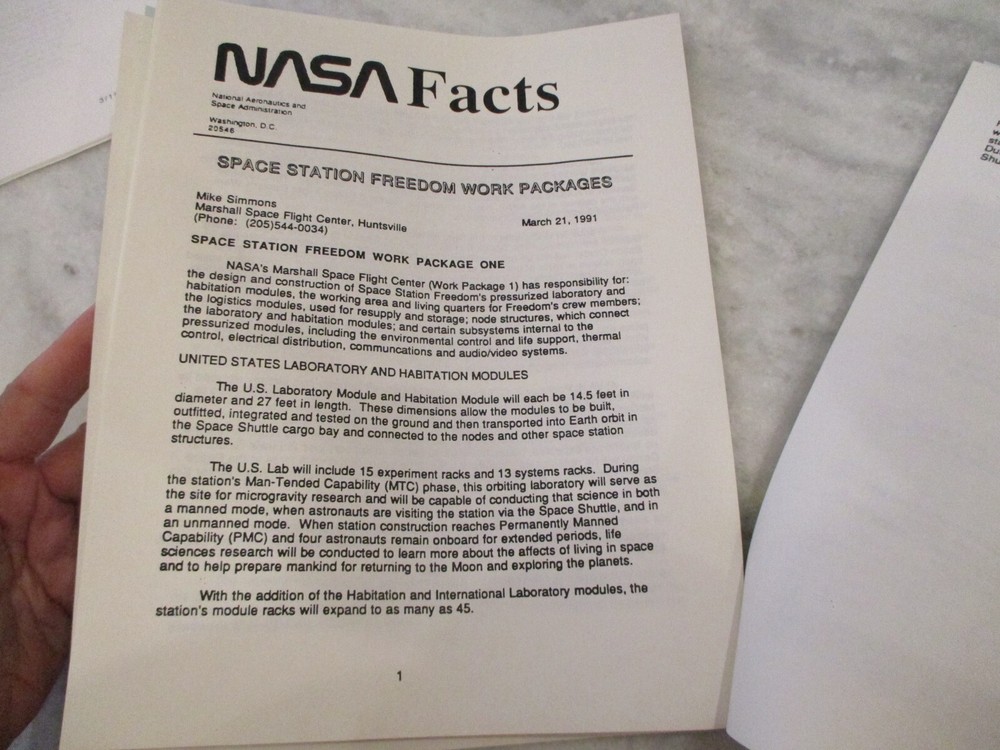 NASA Facts
National Aeronautics and
Space Administration
Washington, D.C.
20546
SPACE STATION FREEDOM WORK PACKAGES
Mike Simmons
Marshall Space Flight Center, Huntsville
(Phone: (205)544-0034)
March 21, 1991
SPACE STATION FREEDOM WORK PACKAGE ONE
NASA's Marshall Space Flight Center (Work Package 1) has responsibility for:
the design and construction of Space Station Freedom's pressurized laboratory and
habitation modules, the working area and living quarters for Freedom's crew members;
the logistics modules, used for resupply and storage; node structures, which connect
the laboratory and habitation modules; and certain subsystems internal to the
pressurized modules, including the environmental control and life support, thermal
control, electrical distribution, communcations and audio/video systems.
UNITED STATES LABORATORY AND HABITATION MODULES
The U.S. Laboratory Module and Habitation Module will each be 14.5 feet in
diameter and 27 feet in length. These dimensions allow the modules to be built,
outfitted, integrated and tested on the ground and then transported into Earth orbit in
the Space Shuttle cargo bay and connected to the nodes and other space station
structures.
The U.S. Lab will include 15 experiment racks and 13 systems racks. During
the station's Man-Tended Capability (MTC) phase, this orbiting laboratory will serve as
the site for microgravity research and will be capable of conducting that science in both
a manned mode, when astronauts are visiting the station via the Space Shuttle, and in
an unmanned mode. When station construction reaches Permanently Manned
Capability (PMC) and four astronauts remain onboard for extended periods, life
sciences research will be conducted to learn more about the affects of living in space
and to help prepare mankind for returning to the Moon and exploring the planets.
With the addition of the Habitation and International Laboratory modules, the
station's module racks will expand to as many as 45.
1